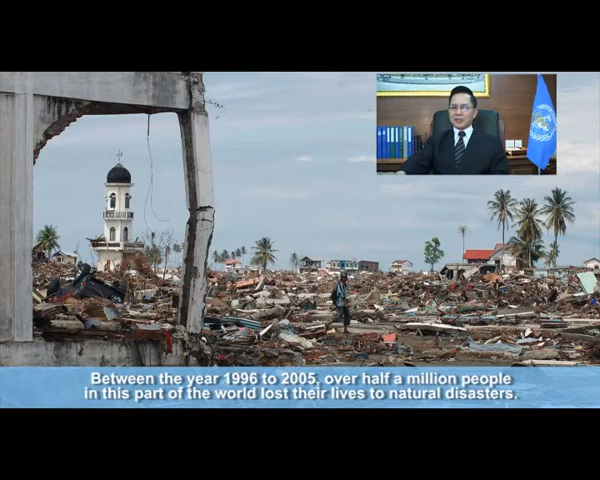 Between the year 1996 to 2005, over half a million people
in this part of the world lost their lives to natural disasters.